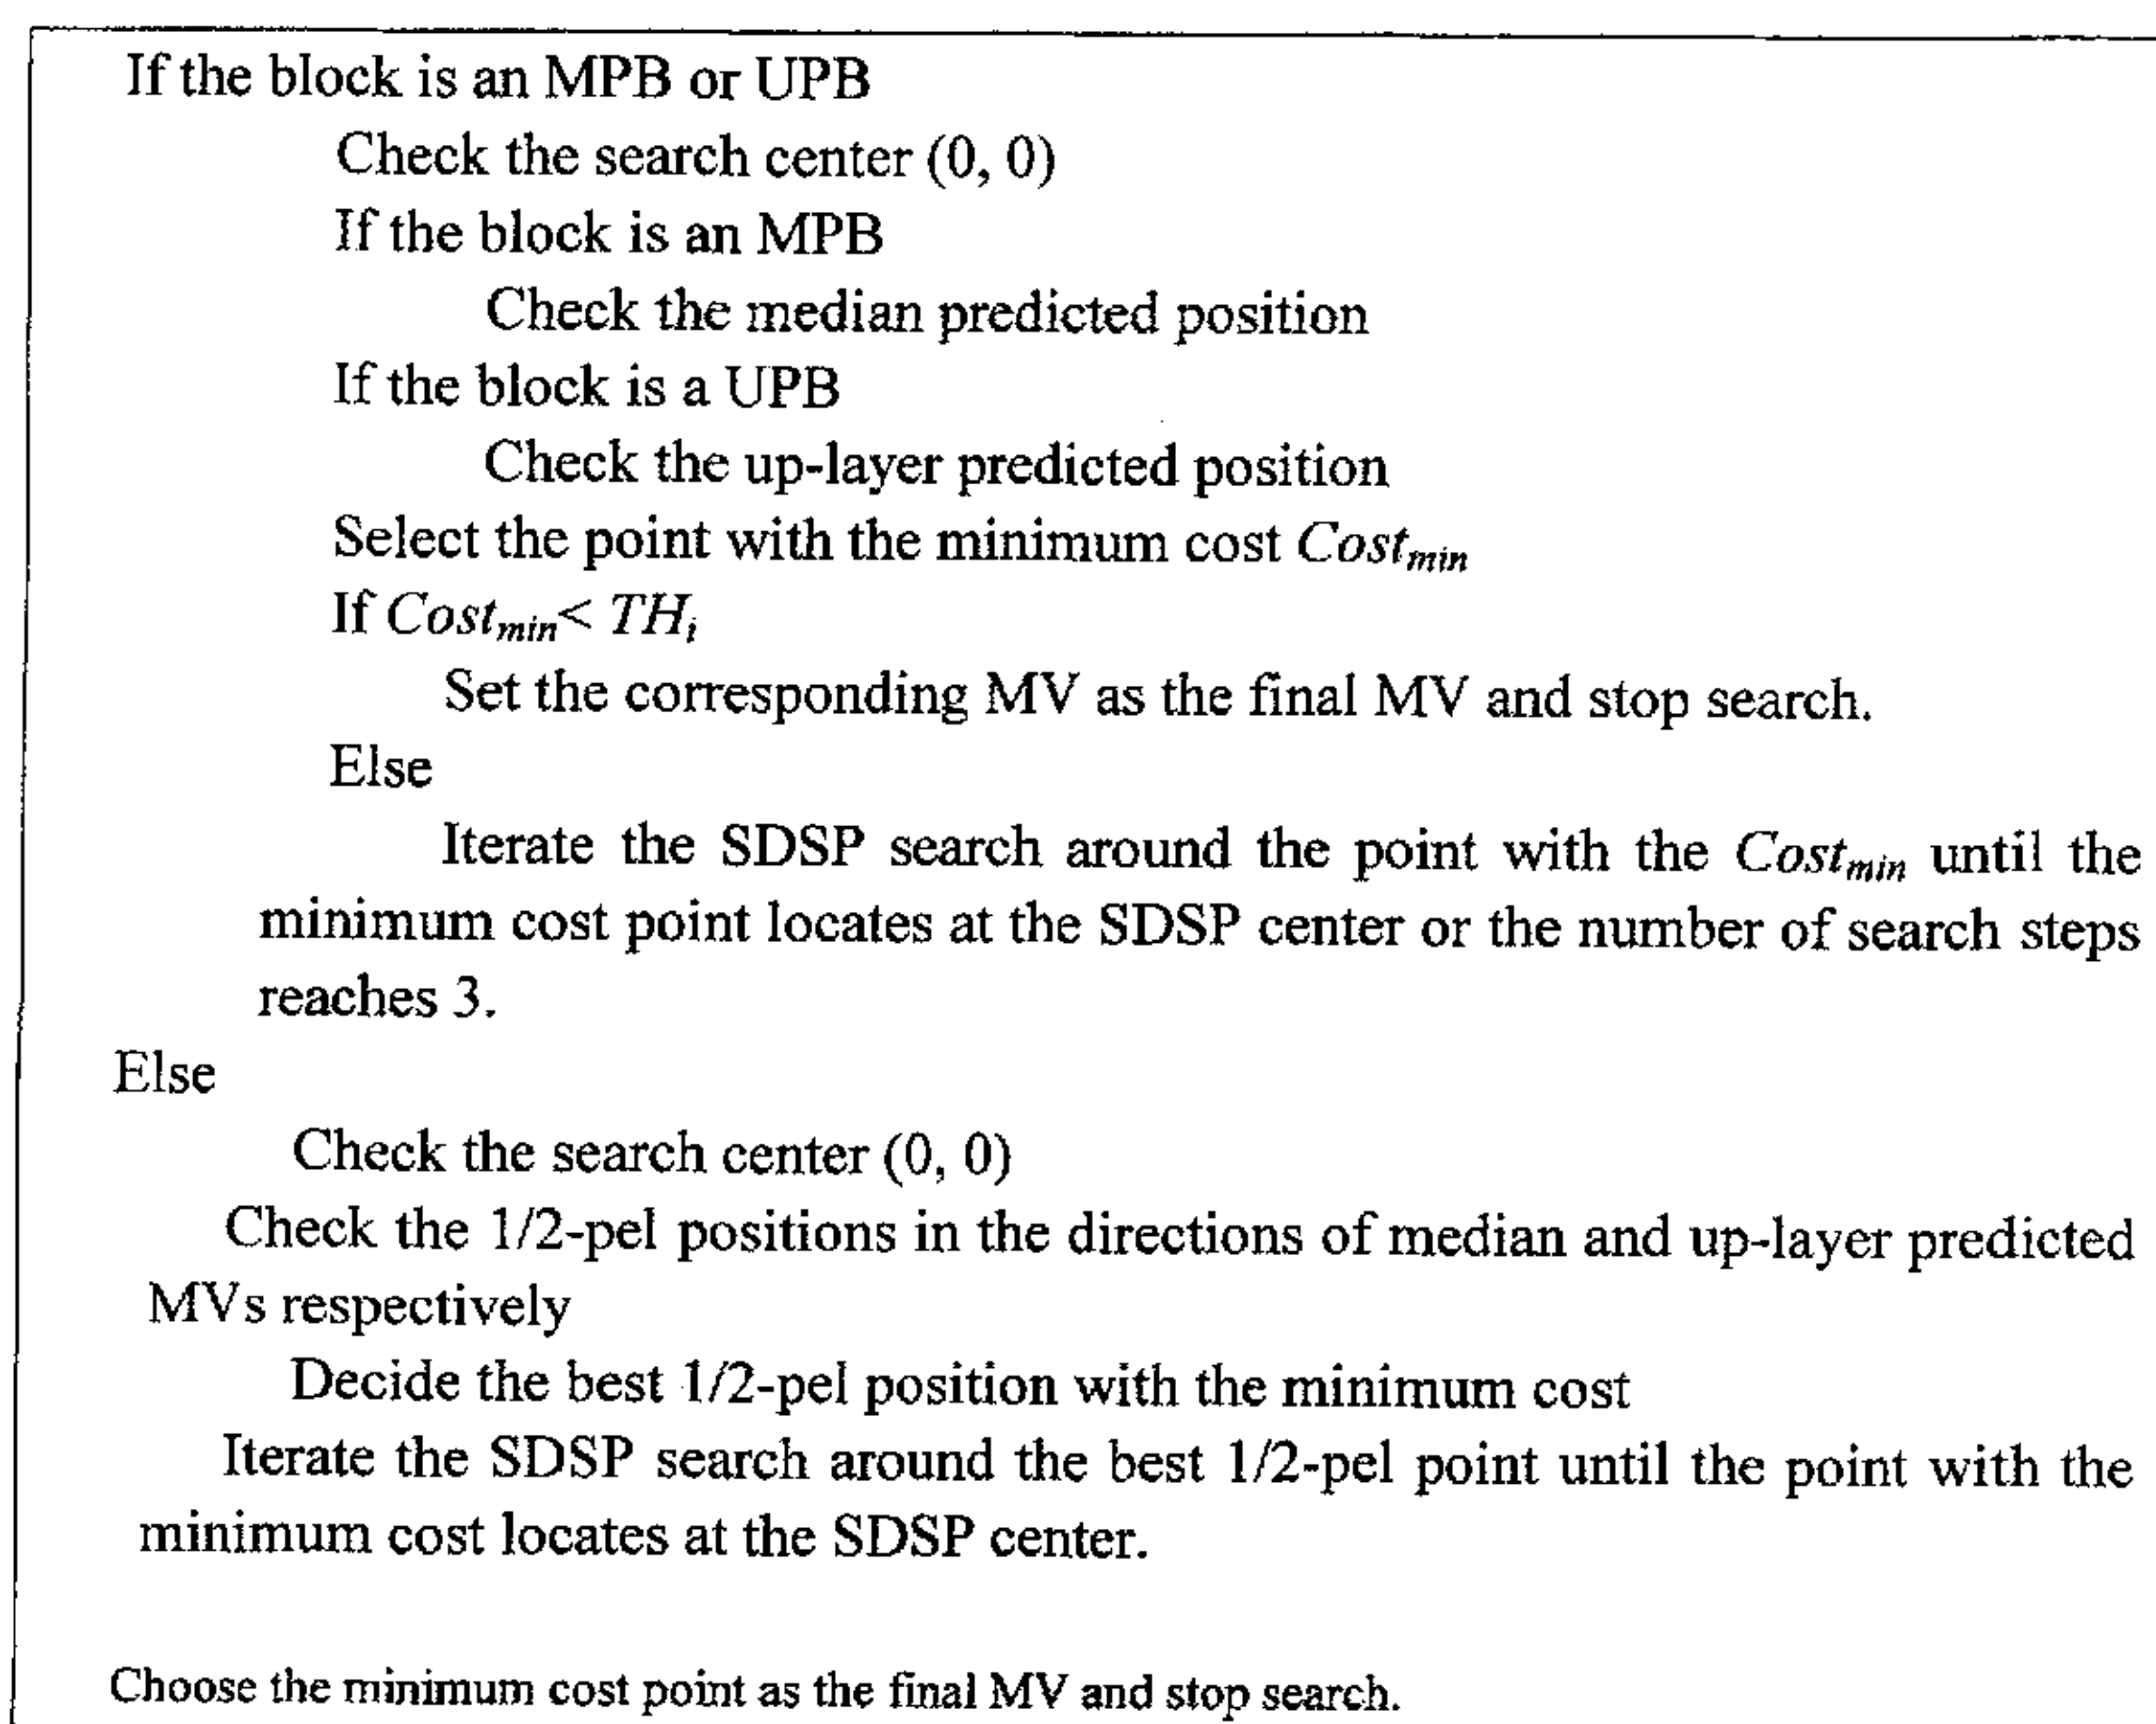 If the block is an MPB or UPB
Check the search center (0, 0)
If the block is an MPB
Check the median predicted position
If the block is a UPB
Check the up-layer predicted position
Select the point with the minimum cost Cost_min
If Cost_min< TH_i
Set the corresponding MV as the final MV and stop search.
Else
Iterate the SDSP search around the point with the Cost_min until the
minimum cost point locates at the SDSP center or the number of search steps
reaches 3.
Else
Check the search center (0, 0)
Check the 1/2-pel positions in the directions of median and up-layer predicted
MVs respectively
Decide the best 1/2-pel position with the minimum cost
Iterate the SDSP search around the best 1/2-pel point until the point with the
minimum cost locates at the SDSP center.
Choose the minimum cost point as the final MV and stop search.